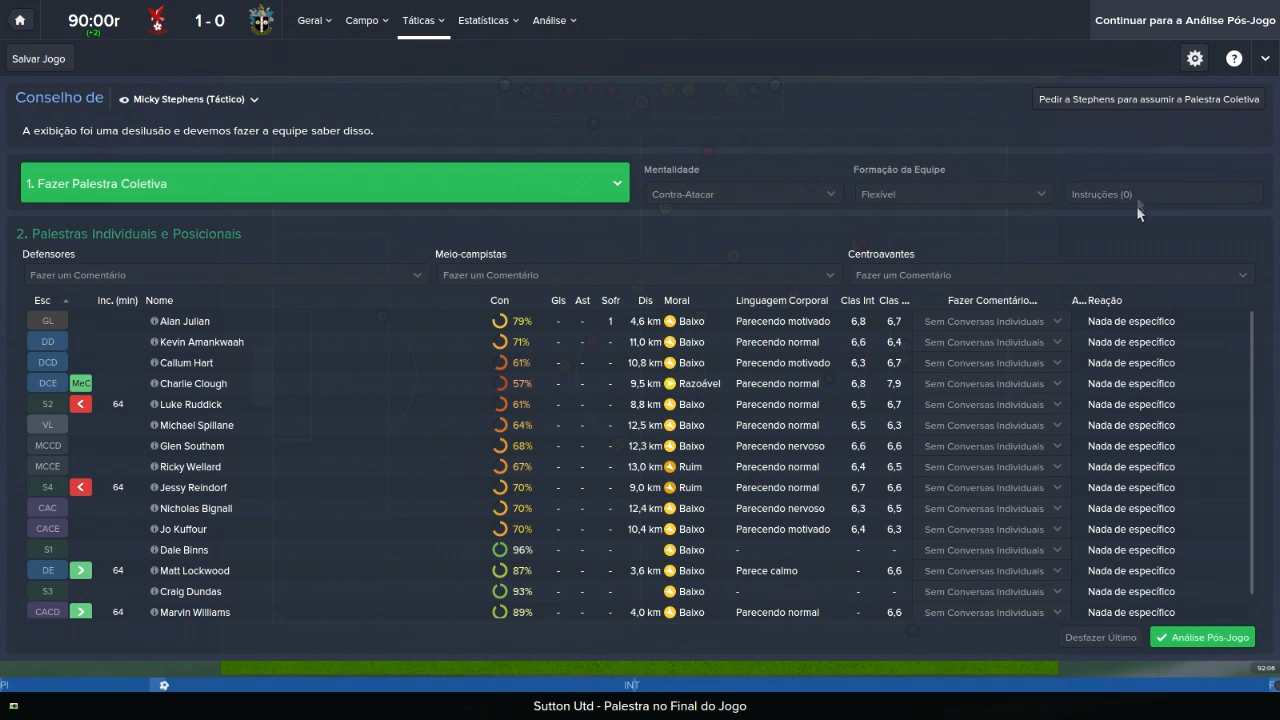 90:00r
(+2)
1 - 0
Geral
Campo
Táticas
Estatísticas
Análise
Continuar para a Análise Pós-Jogo
Salvar Jogo
?
Conselho de
Micky Stephens (Táctico)
Pedir a Stephens para assumir a Palestra Coletiva
A exibição foi uma desilusão e devemos fazer a equipe saber disso.
Mentalidade
Formação da Equipe
1. Fazer Palestra Coletiva
Contra-Atacar
Flexível
Instruções (0)
2. Palestras Individuais e Posicionais
Defensores
Meio-campistas
Centroavantes
Fazer um Comentário
Fazer um Comentário
Fazer um Comentário
Esc Inc. (min) Nome Con Gls Ast Sofr Dis Moral Linguagem Corporal Clas Int Clas ... Fazer Comentário... A... Reação
GL Alan Julian 79% - - 1 4,6 km Baixo Parecendo motivado 6,8 6,7 Sem Conversas Individuais Nada de específico
DD Kevin Amankwaah 71% - - - 11,0 km Baixo Parecendo normal 6,6 6,4 Sem Conversas Individuais Nada de específico
DCD Callum Hart 61% - - - 10,8 km Baixo Parecendo motivado 6,3 6,7 Sem Conversas Individuais Nada de específico
DCE MeC Charlie Clough 57% - - - 9,5 km Razoável Parecendo normal 6,8 7,9 Sem Conversas Individuais Nada de específico
S2 64 Luke Ruddick 61% - - - 8,8 km Baixo Parecendo normal 6,5 6,7 Sem Conversas Individuais Nada de específico
VL Michael Spillane 64% - - - 12,5 km Baixo Parecendo normal 6,5 6,3 Sem Conversas Individuais Nada de específico
MCCD Glen Southam 68% - - - 12,3 km Baixo Parecendo nervoso 6,6 6,6 Sem Conversas Individuais Nada de específico
MCCE Ricky Wellard 67% - - - 13,0 km Ruim Parecendo normal 6,4 6,5 Sem Conversas Individuais Nada de específico
S4 64 Jessy Reindorf 70% - - - 9,0 km Ruim Parecendo normal 6,7 6,6 Sem Conversas Individuais Nada de específico
CAC Nicholas Bignall 70% - - - 12,4 km Baixo Parecendo nervoso 6,3 6,5 Sem Conversas Individuais Nada de específico
CACE Jo Kuffour 70% - - - 10,4 km Baixo Parecendo motivado 6,4 6,3 Sem Conversas Individuais Nada de específico
S1 Dale Binns 96% - - - Baixo - - - Sem Conversas Individuais Nada de específico
DE 64 Matt Lockwood 87% - - - 3,6 km Baixo Parece calmo - 6,6 Sem Conversas Individuais Nada de específico
S3 Craig Dundas 93% - - - Baixo - - - Sem Conversas Individuais Nada de específico
CACD 64 Marvin Williams 89% - - - 4,0 km Baixo Parecendo normal - 6,6 Sem Conversas Individuais Nada de específico
Desfazer Último
Análise Pós-Jogo
92:06
PI
INT
F
Sutton Utd - Palestra no Final do Jogo